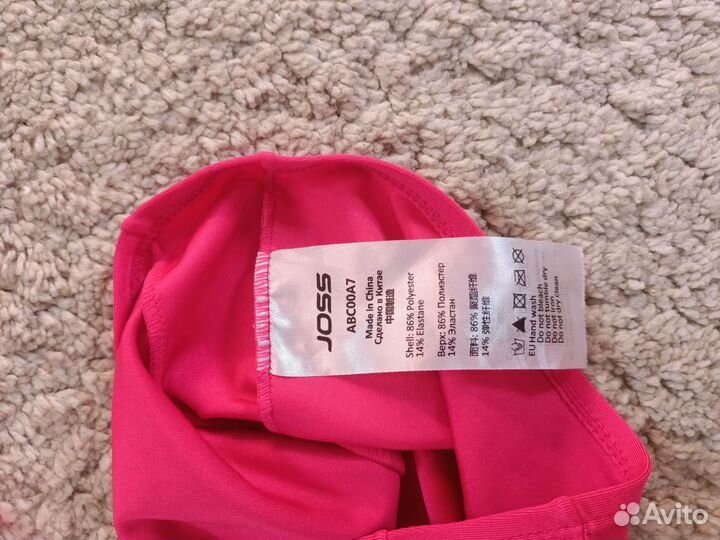 JOSS
ABC00A7
Made in China
Сделано в Китае
中国制造
Shell: 86% Polyester
14% Elastane
Верх: 86% Полиэстер
14% Эластан
面料: 86% 聚酯纤维
14% 弹性纤维
EU Hand wash
Do not bleach
Do not tumble dry
Do not iron
Do not dry clean
Avito